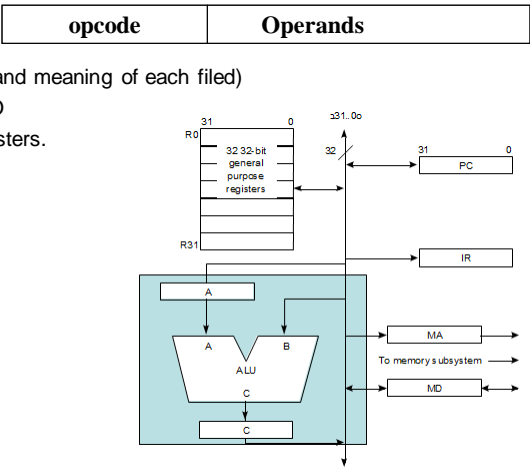 opcode Operands
and meaning of each filed)
sters.
31 0
R0
32 32-bit
general
purpose
registers
R31
32
31 0
PC
IR
A
A B
ALU
C
C
MA
To memory subsystem
MD